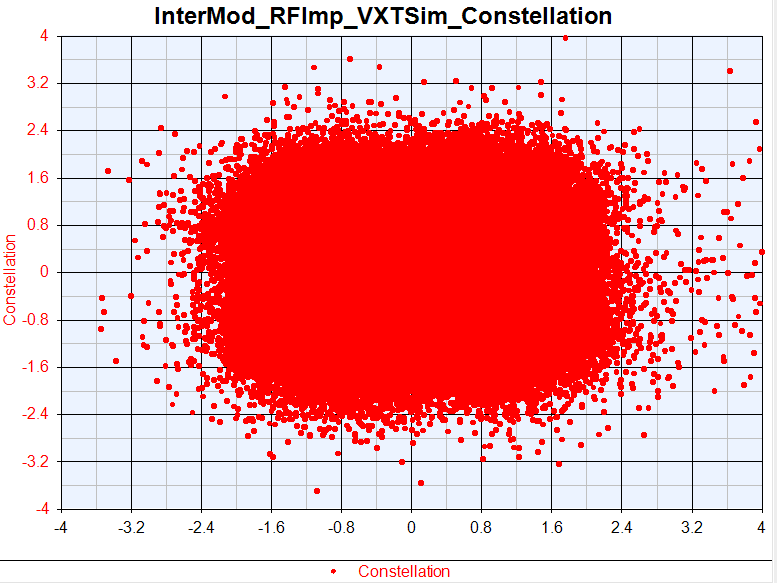 InterMod_RFImp_VXTSim_Constellation
4
3.2
2.4
1.6
0.8
0
-0.8
-1.6
-2.4
-3.2
-4
Constellation
-4 -3.2 -2.4 -1.6 -0.8 0 0.8 1.6 2.4 3.2 4
Constellation